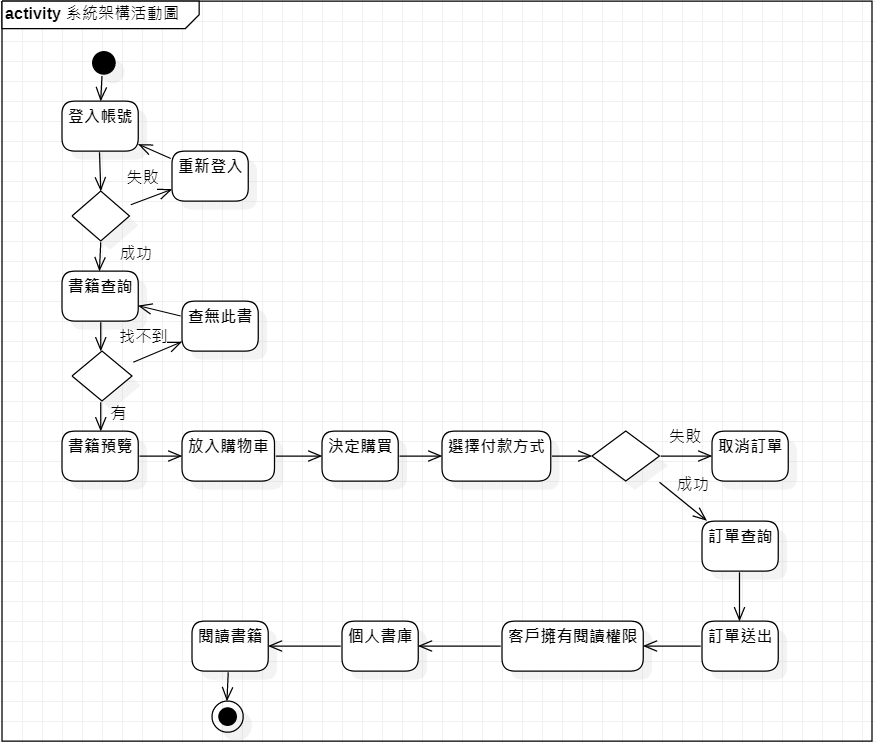 activity 系統架構活動圖
登入帳號
重新登入
失敗
成功
書籍查詢
查無此書
找不到
有
書籍預覽
放入購物車
決定購買
選擇付款方式
失敗
取消訂單
成功
訂單查詢
閱讀書籍
個人書庫
客戶擁有閱讀權限
訂單送出